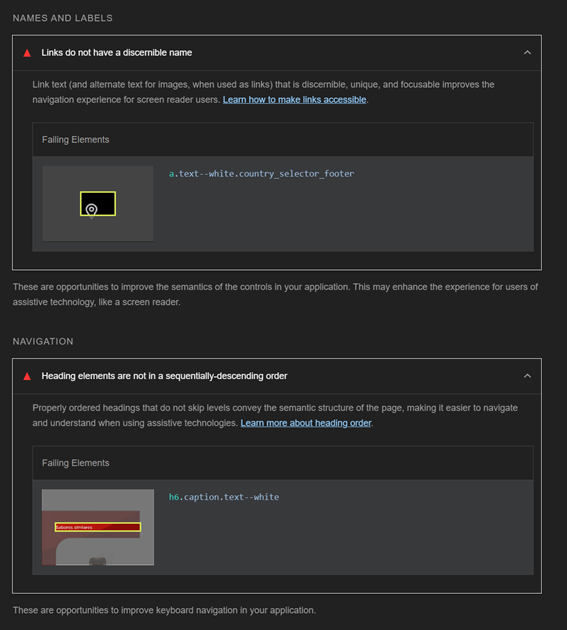 NAMES AND LABELS
Links do not have a discernible name
Link text (and alternate text for images, when used as links) that is discernible, unique, and focusable improves the
navigation experience for screen reader users. Learn how to make links accessible.
Failing Elements
a.text--white.country_selector_footer
These are opportunities to improve the semantics of the controls in your application. This may enhance the experience for users of
assistive technology, like a screen reader.
NAVIGATION
Heading elements are not in a sequentially-descending order
Properly ordered headings that do not skip levels convey the semantic structure of the page, making it easier to navigate
and understand when using assistive technologies. Learn more about heading order.
Failing Elements
h6.caption.text--white
These are opportunities to improve keyboard navigation in your application.